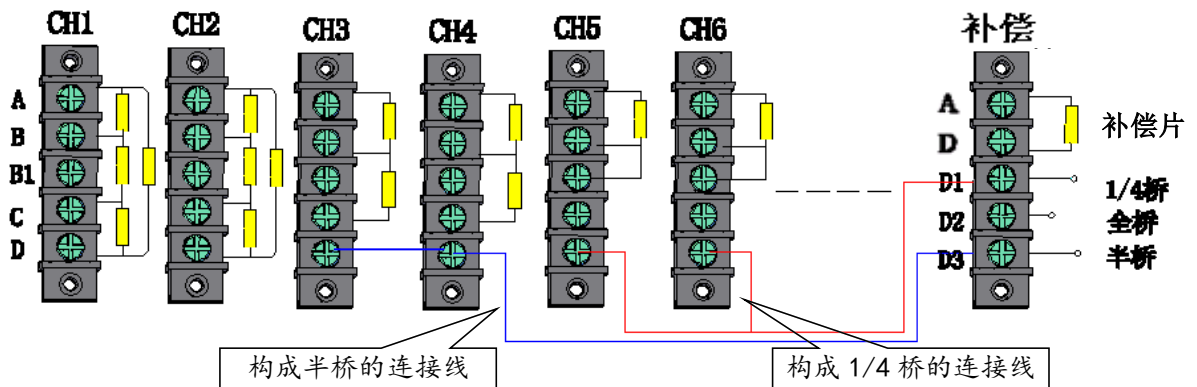 CH1 CH2 CH3 CH4 CH5 CH6 补偿
A
B
B1
C
D
A
D
D1
D2
D3
补偿片
1/4桥
全桥
半桥
构成半桥的连接线
构成1/4桥的连接线